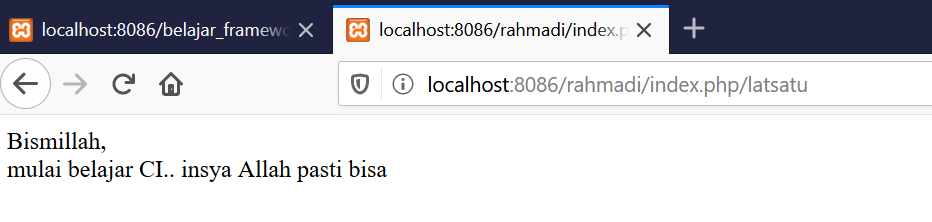 localhost:8086/belajar_framewo
localhost:8086/rahmadi/index.p
localhost:8086/rahmadi/index.php/latsatu
Bismillah,
mulai belajar CI.. insya Allah pasti bisa